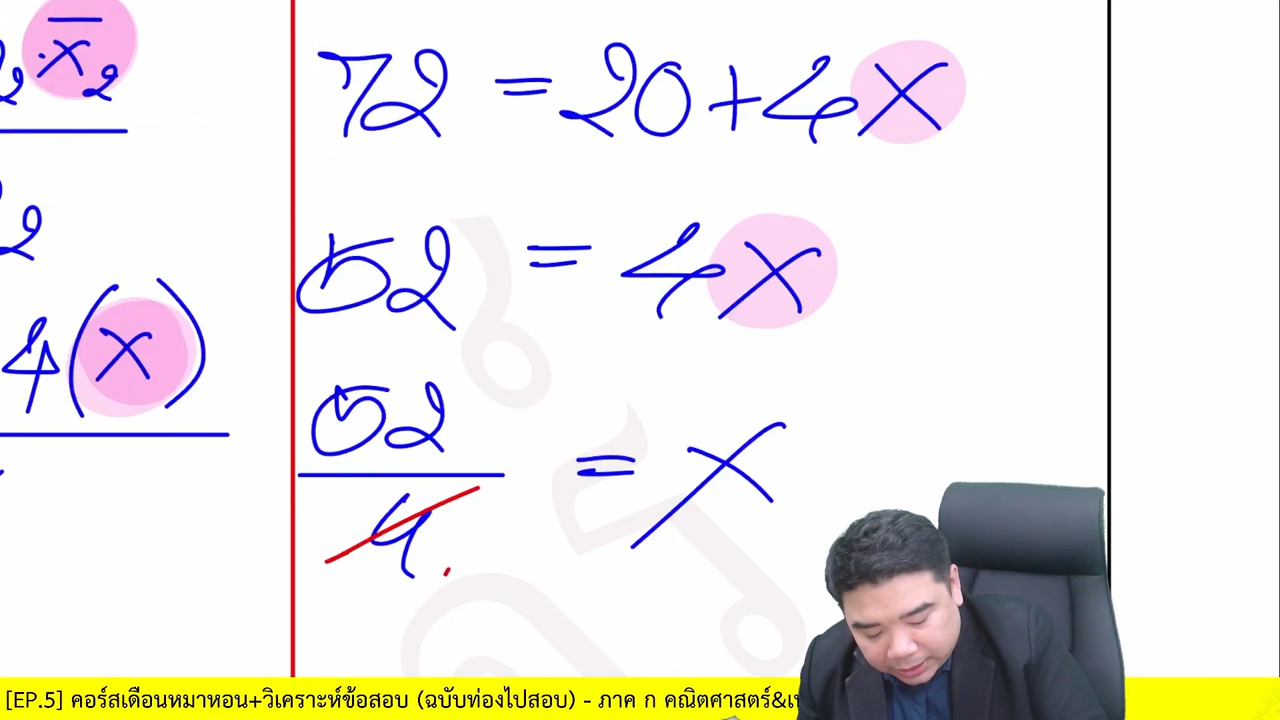 x̄₂
2
4(x)
72 = 20+4x
52 = 4x
52
4
= x
[EP.5] คอร์สเดือนหมาหอน+วิเคราะห์ข้อสอบ (ฉบับท่องไปสอบ) - ภาค ก คณิตศาสตร์&